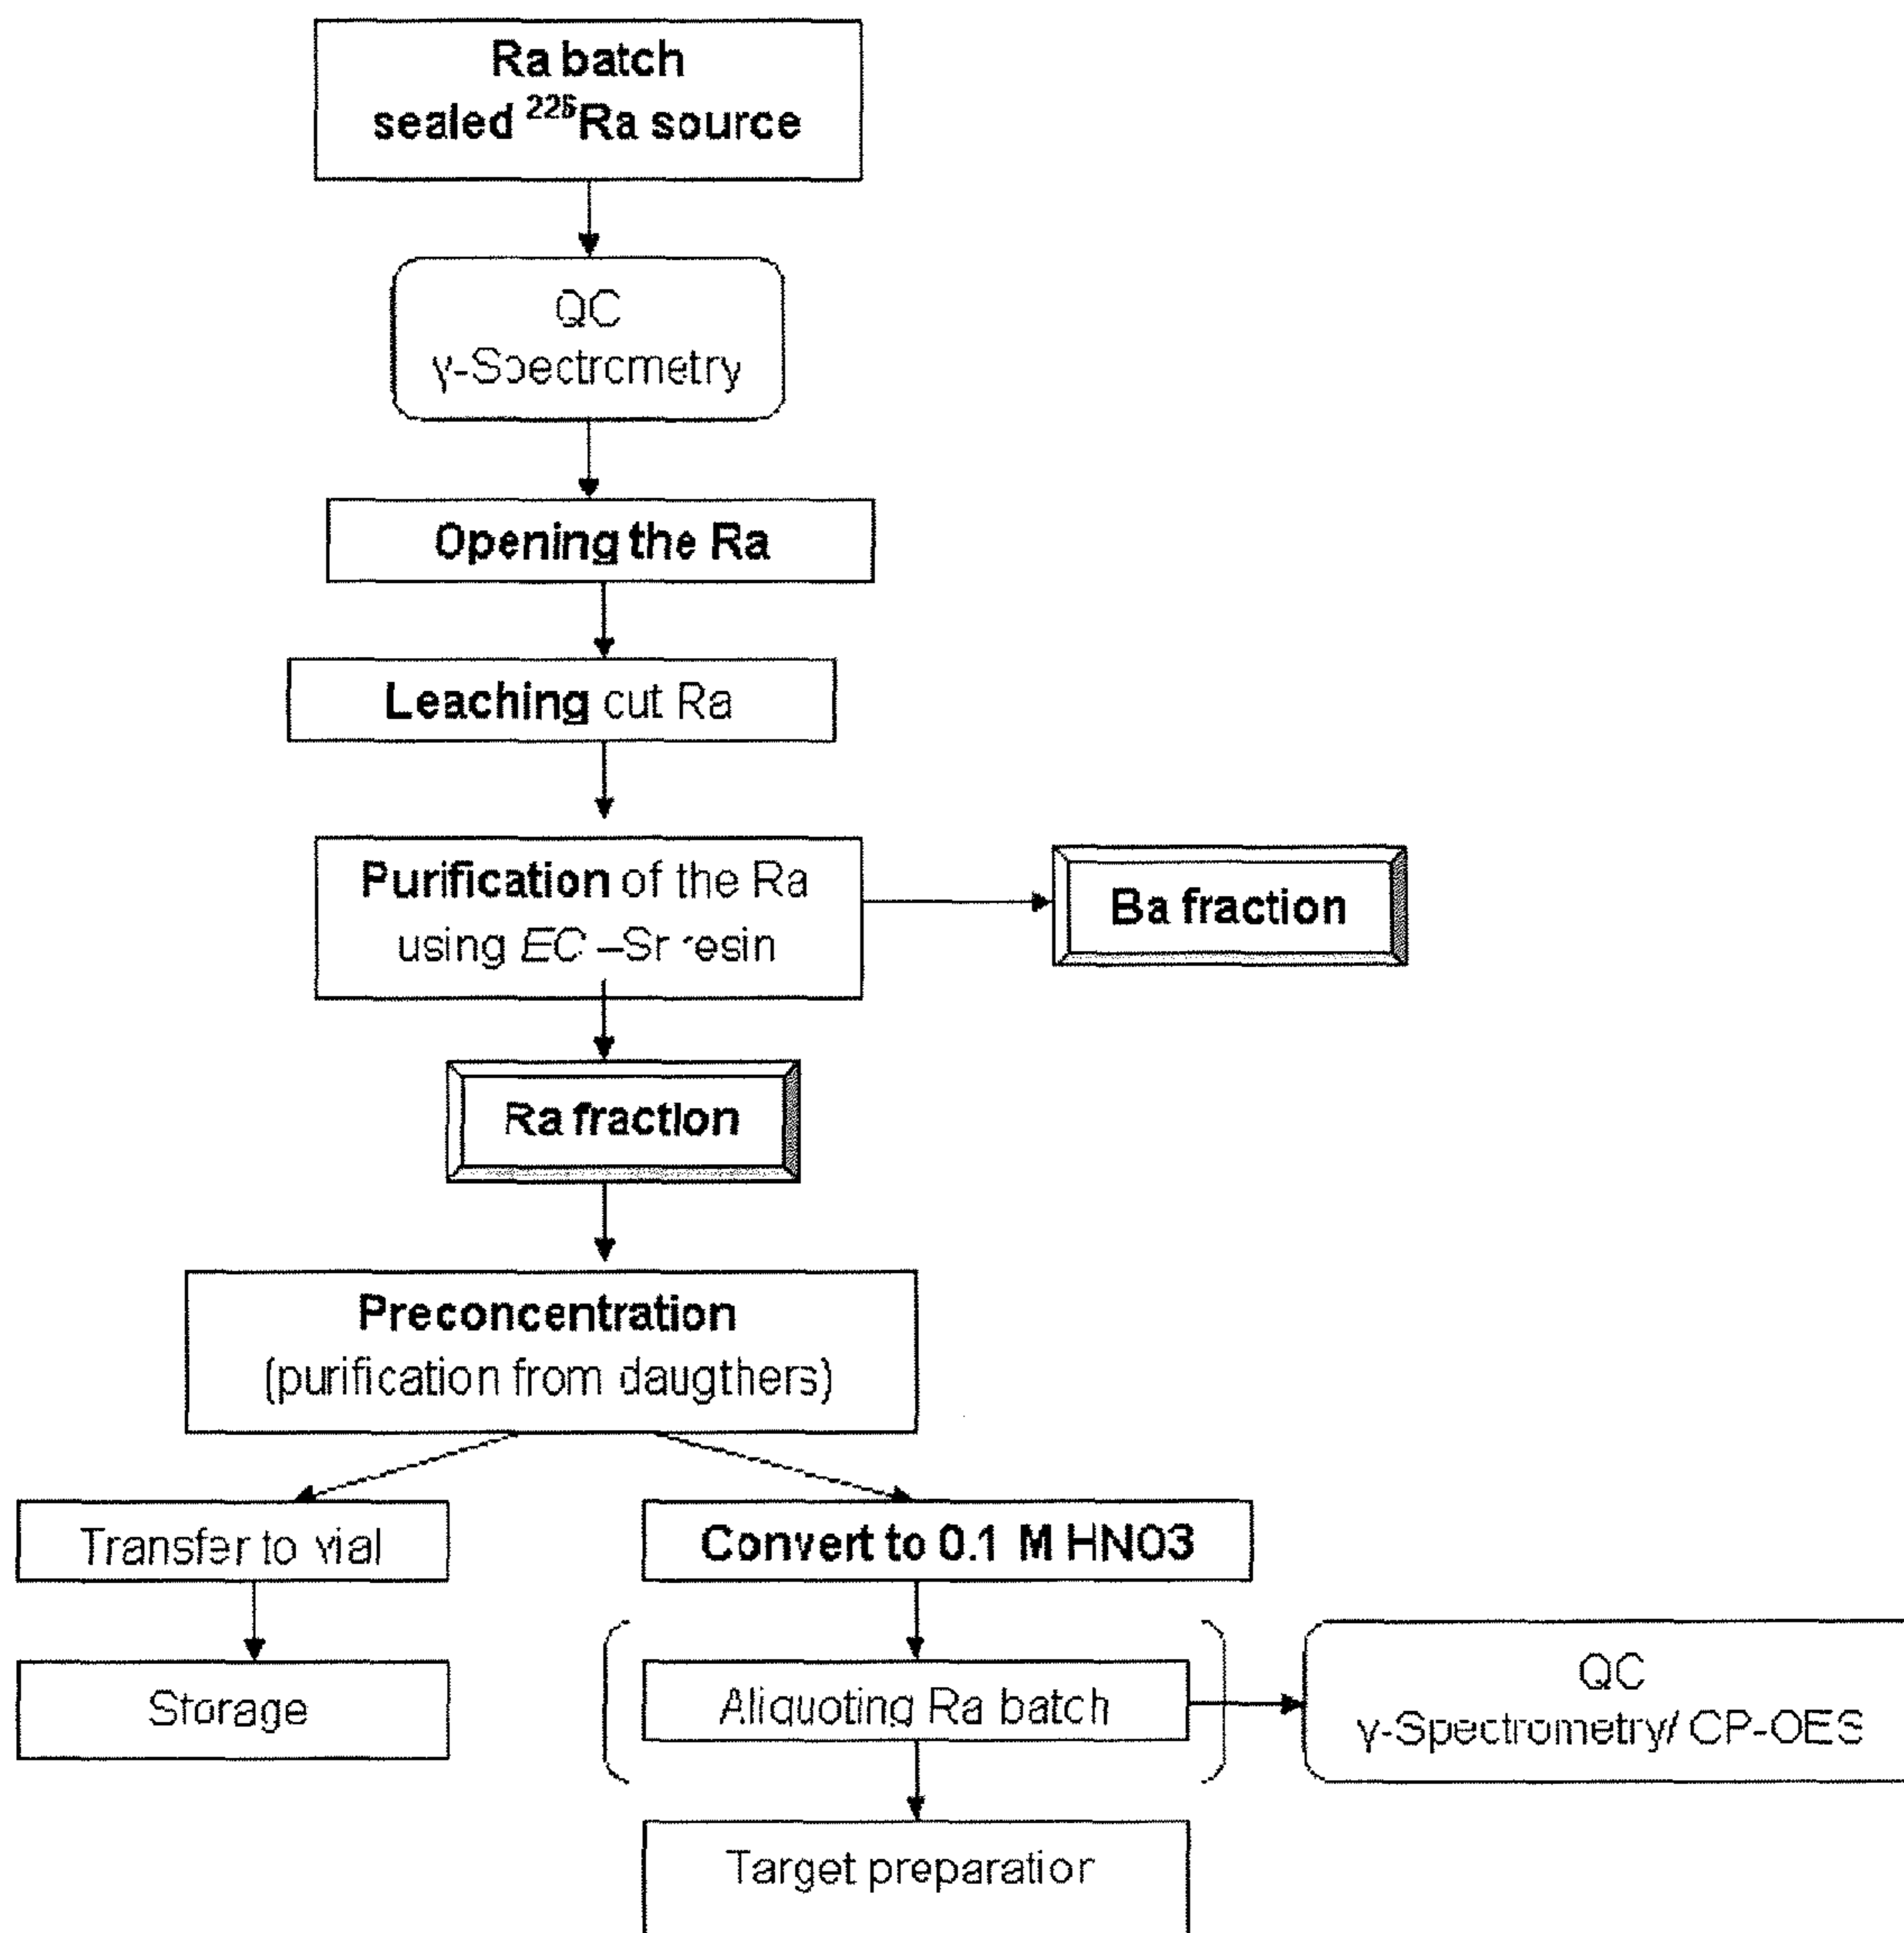 Ra batch
sealed 226Ra source
QC
γ-Spectrometry
Opening the Ra
Leaching cut Ra
Purification of the Ra
using EC –Sr resin
Ba fraction
Ra fraction
Preconcentration
(purification from daugthers)
Transfer to vial
Convert to 0.1 M HNO3
Storage
Aliquoting Ra batch
QC
γ-Spectrometry/ CP-OES
Target preparation